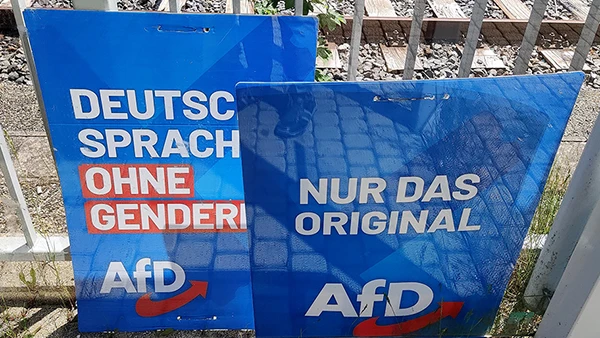 DEUTSC
SPRACH
OHNE
GENDER
AfD
NUR DAS
ORIGINAL
AfD